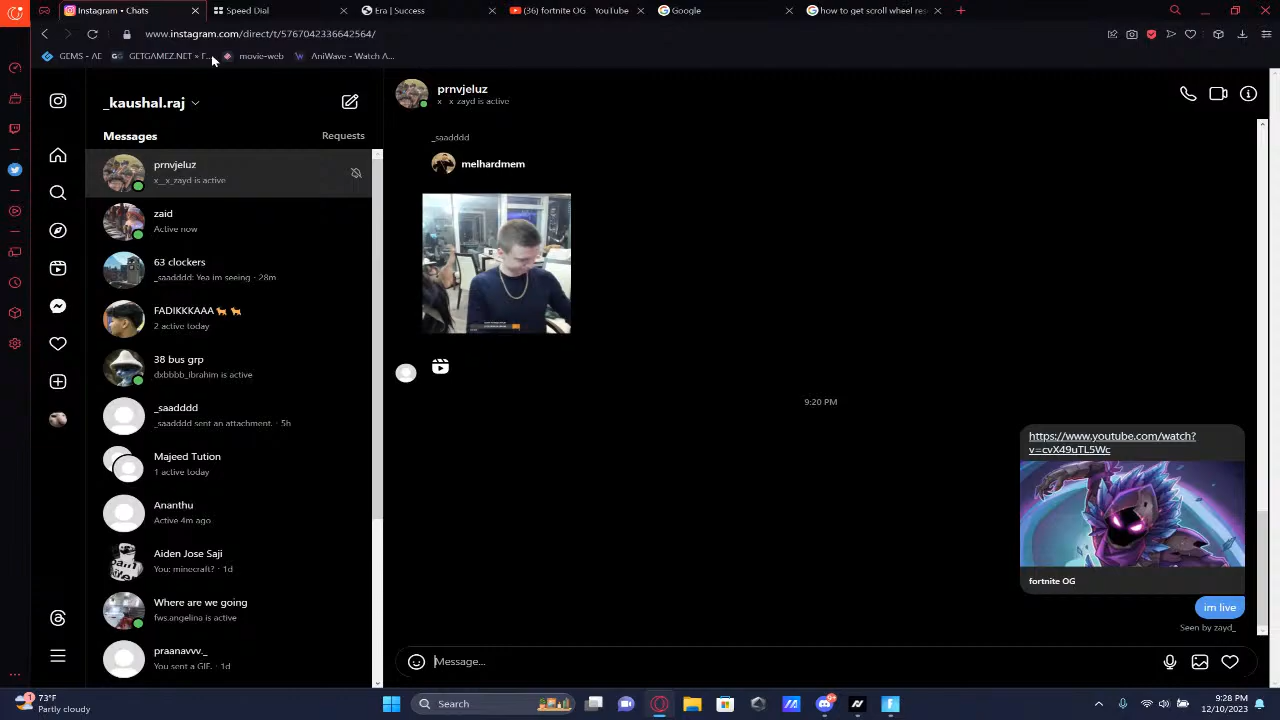 Instagram • Chats
Speed Dial
Era | Success
(36) fortnite OG - YouTube
Google
how to get scroll wheel res
www.instagram.com/direct/t/5767042336642564/
GEMS - AE
GETGAMEZ.NET » F...
movie-web
AniWave - Watch A...
_kaushal.raj
Messages
Requests
prnvjeluz
x__x_zayd is active
zaid
Active now
63 clockers
_saadddd: Yea im seeing · 28m
FADIKKKAAA🐈🐈
2 active today
38 bus grp
dxbbbb_ibrahim is active
_saadddd
_saadddd sent an attachment. · 5h
Majeed Tution
1 active today
Ananthu
Active 4m ago
Aiden Jose Saji
You: minecraft? · 1d
Where are we going
fws.angelina is active
praanavvv._
You sent a GIF. · 1d
prnvjeluz
x__x_zayd is active
_saadddd
melhardmem
9:20 PM
https://www.youtube.com/watch?
v=cvX49uTL5Wc
fortnite OG
im live
Seen by zayd_
Message...
1
73°F
Partly cloudy
Search
9+
9:28 PM
12/10/2023